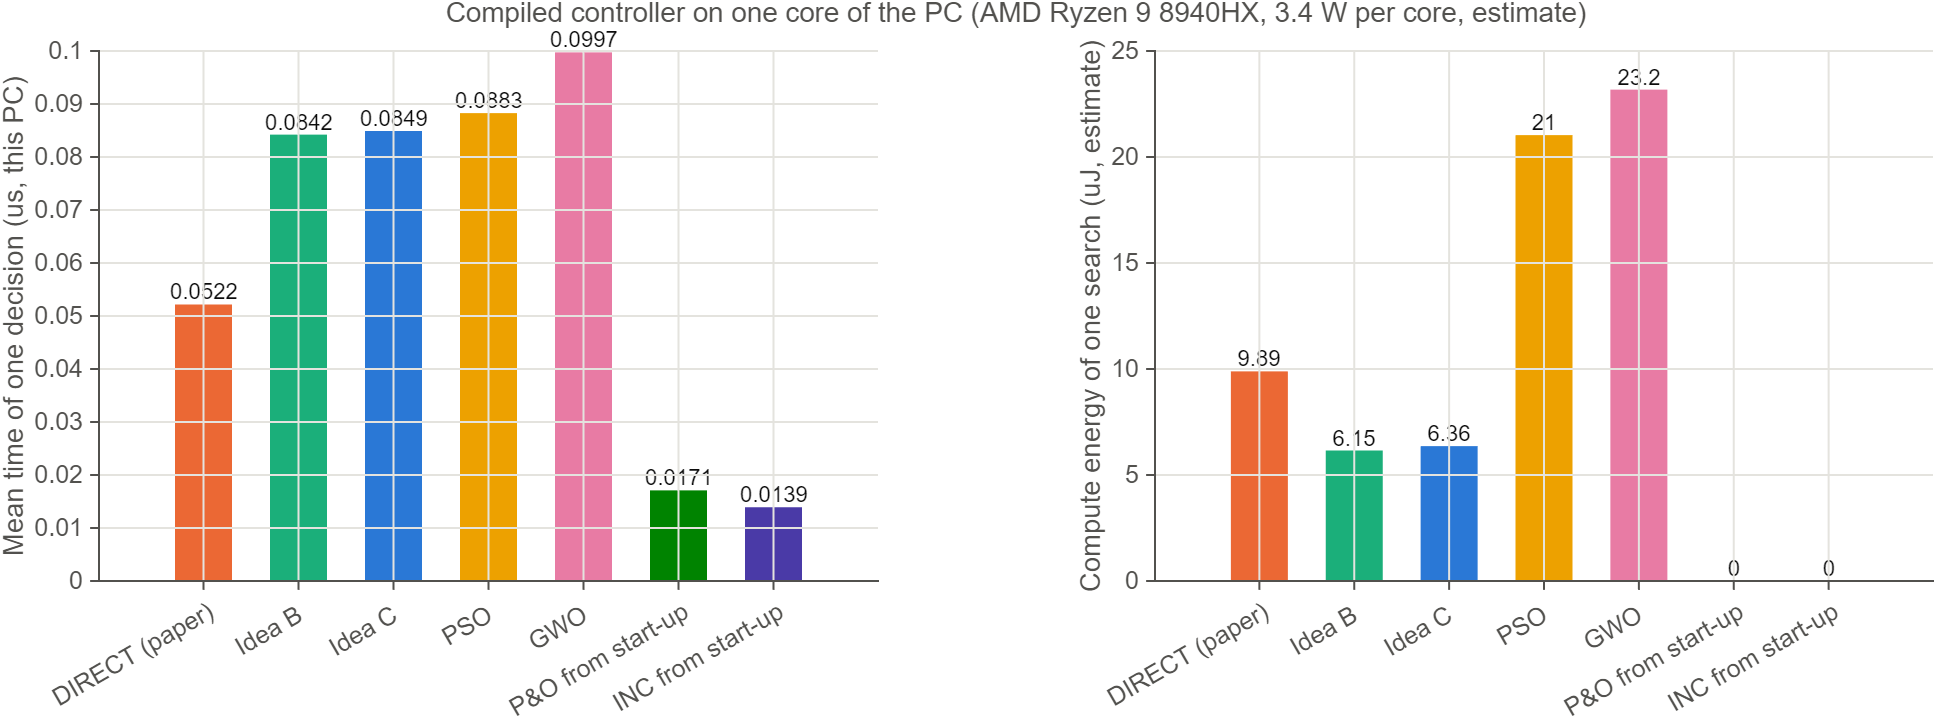 Compiled controller on one core of the PC (AMD Ryzen 9 8940HX, 3.4 W per core, estimate)
Mean time of one decision (us, this PC)
0.1
0.09
0.08
0.07
0.06
0.05
0.04
0.03
0.02
0.01
0
0.0522
0.0842
0.0849
0.0883
0.0997
0.0171
0.0139
DIRECT (paper)
Idea B
Idea C
PSO
GWO
P&O from start-up
INC from start-up
Compute energy of one search (uJ, estimate)
25
20
15
10
5
0
9.89
6.15
6.36
21
23.2
0
0
DIRECT (paper)
Idea B
Idea C
PSO
GWO
P&O from start-up
INC from start-up